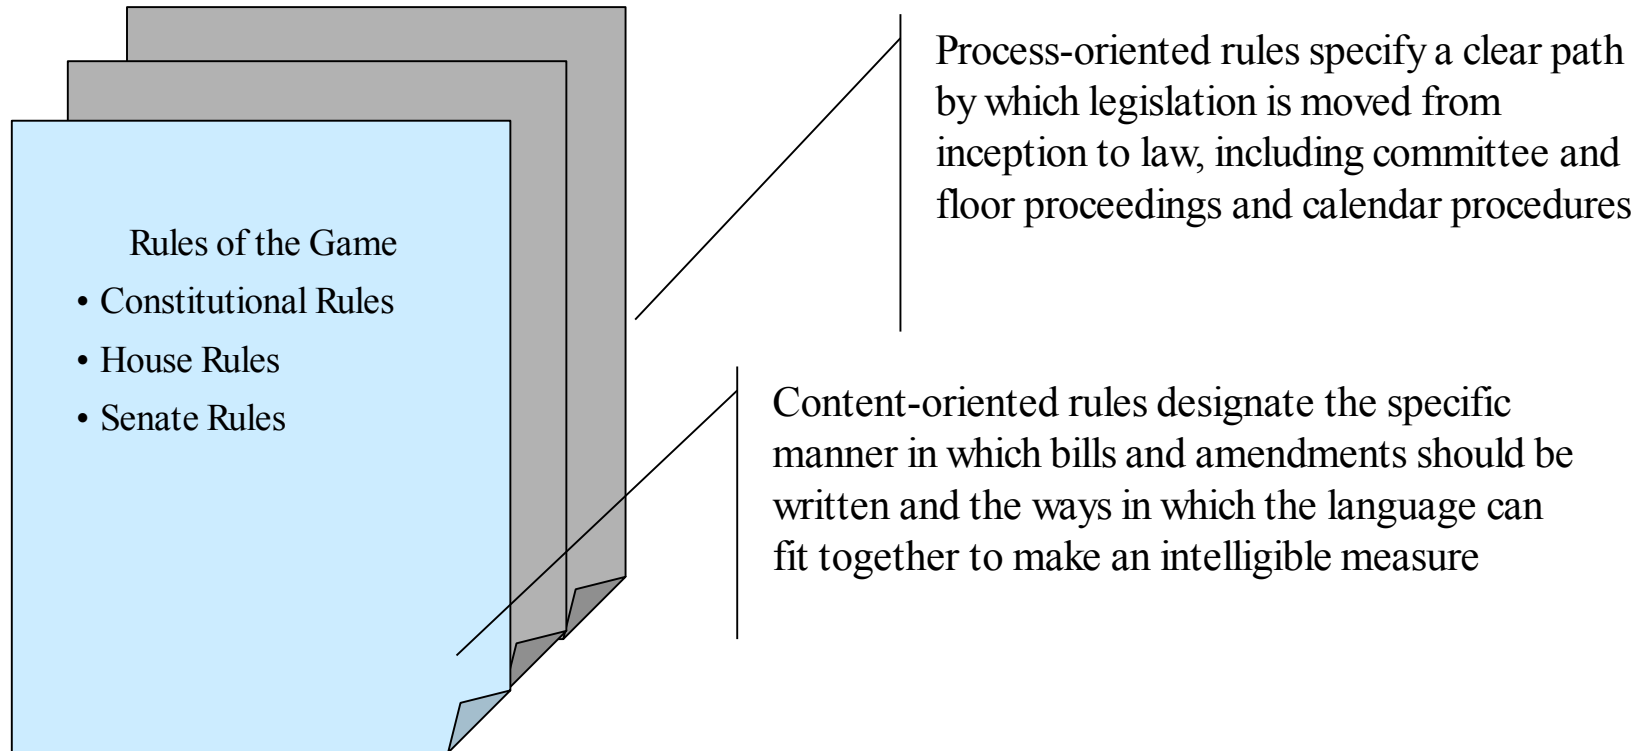 Rules of the Game
• Constitutional Rules
• House Rules
• Senate Rules
Process-oriented rules specify a clear path
by which legislation is moved from
inception to law, including committee and
floor proceedings and calendar procedures
Content-oriented rules designate the specific
manner in which bills and amendments should be
written and the ways in which the language can
fit together to make an intelligible measure